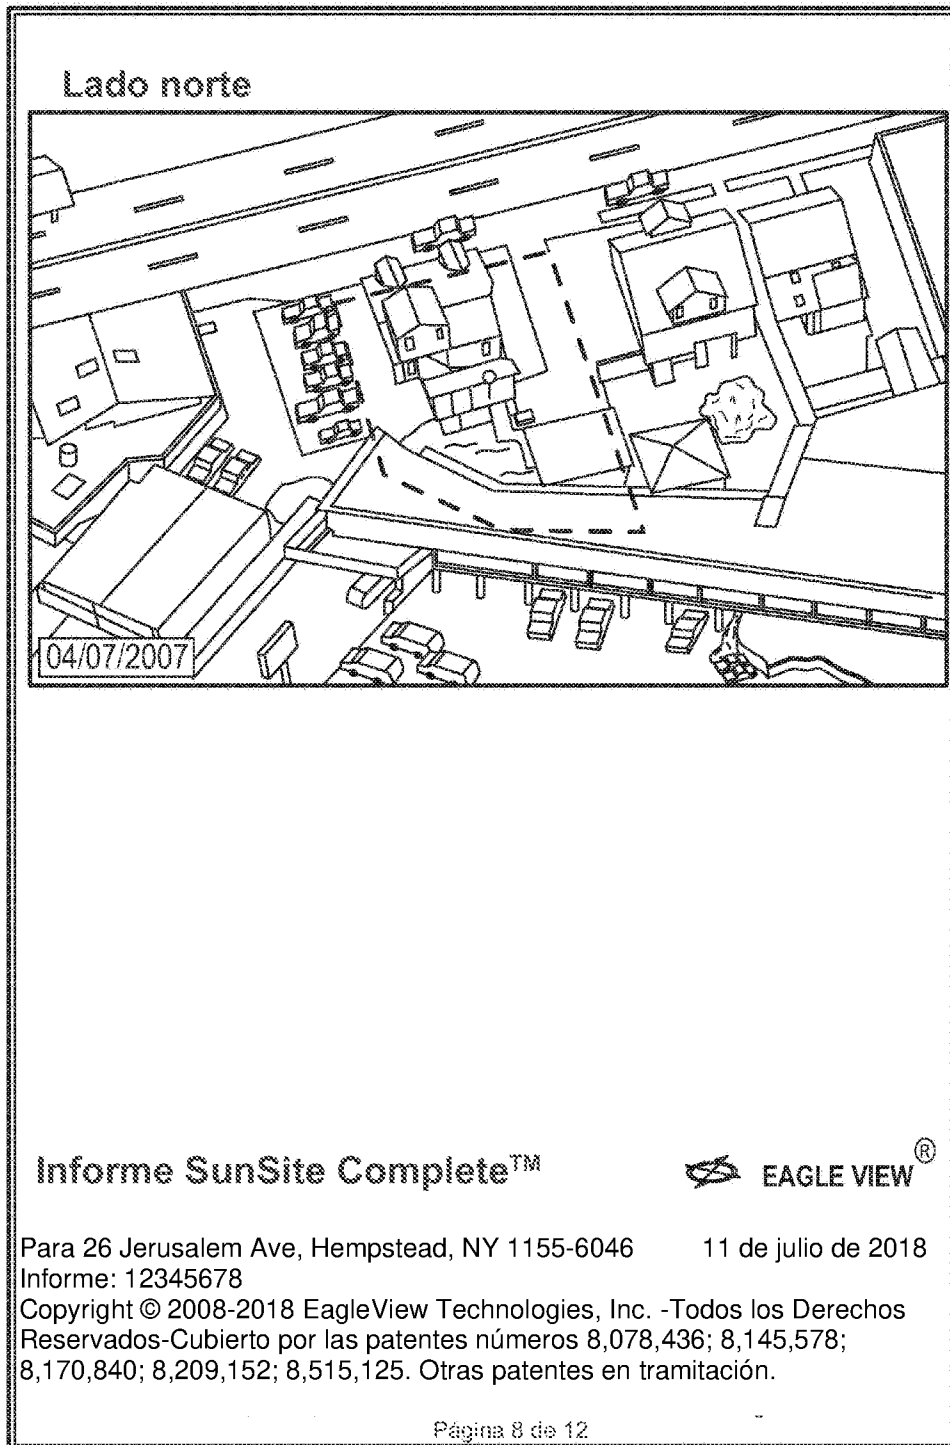 Lado norte
04/07/2007
Informe SunSite Complete™
EAGLE VIEW®
Para 26 Jerusalem Ave, Hempstead, NY 1155-6046 11 de julio de 2018
Informe: 12345678
Copyright © 2008-2018 EagleView Technologies, Inc. -Todos los Derechos
Reservados-Cubierto por las patentes números 8,078,436; 8,145,578;
8,170,840; 8,209,152; 8,515,125. Otras patentes en tramitación.
Página 8 de 12